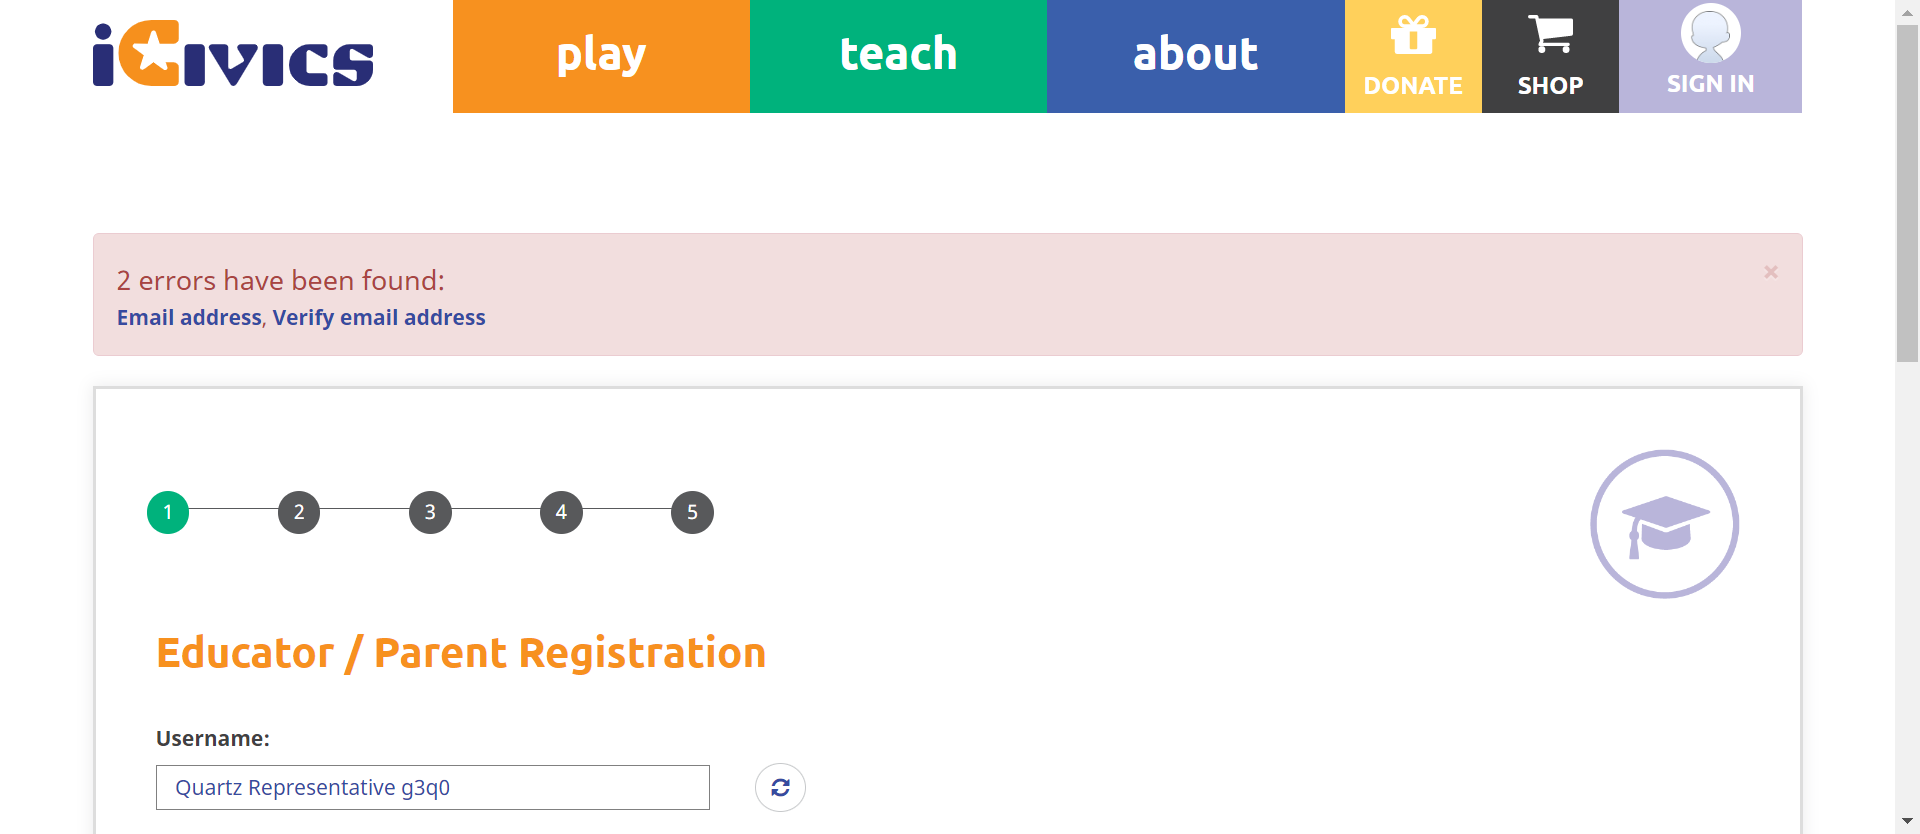 iCivics
play
teach
about
DONATE
SHOP
SIGN IN
2 errors have been found:
Email address, Verify email address
1
2
3
4
5
Educator / Parent Registration
Username:
Quartz Representative g3q0